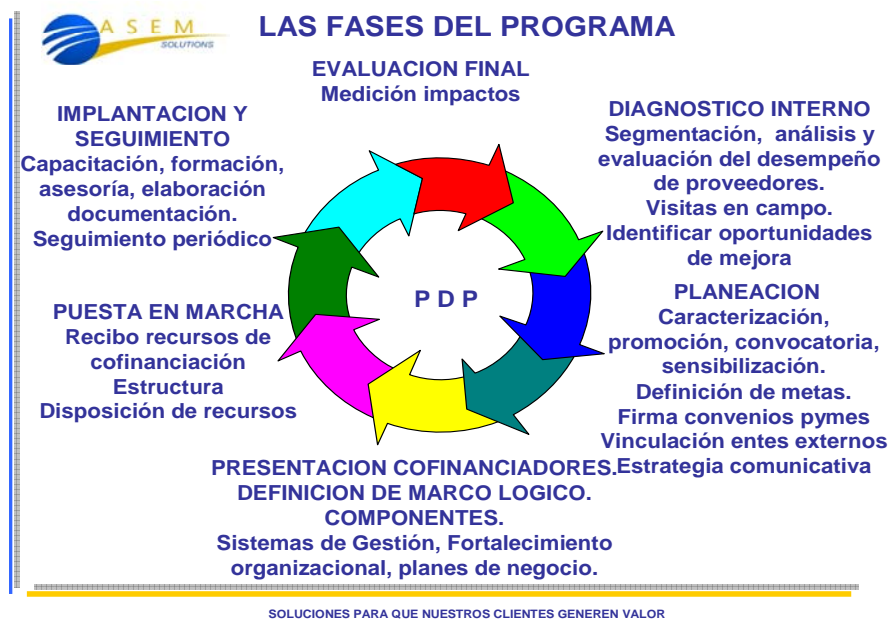 A S E M
SOLUTIONS
LAS FASES DEL PROGRAMA
EVALUACION FINAL
Medición impactos
DIAGNOSTICO INTERNO
Segmentación, análisis y
evaluación del desempeño
de proveedores.
Visitas en campo.
Identificar oportunidades
de mejora
PLANEACION
Caracterización,
promoción, convocatoria,
sensibilización.
Definición de metas.
Firma convenios pymes
Vinculación entes externos
Estrategia comunicativa
PRESENTACION COFINANCIADORES.
DEFINICION DE MARCO LOGICO.
COMPONENTES.
Sistemas de Gestión, Fortalecimiento
organizacional, planes de negocio.
PUESTA EN MARCHA
Recibo recursos de
cofinanciación
Estructura
Disposición de recursos
IMPLANTACION Y
SEGUIMIENTO
Capacitación, formación,
asesoría, elaboración
documentación.
Seguimiento periódico
P D P
SOLUCIONES PARA QUE NUESTROS CLIENTES GENEREN VALOR